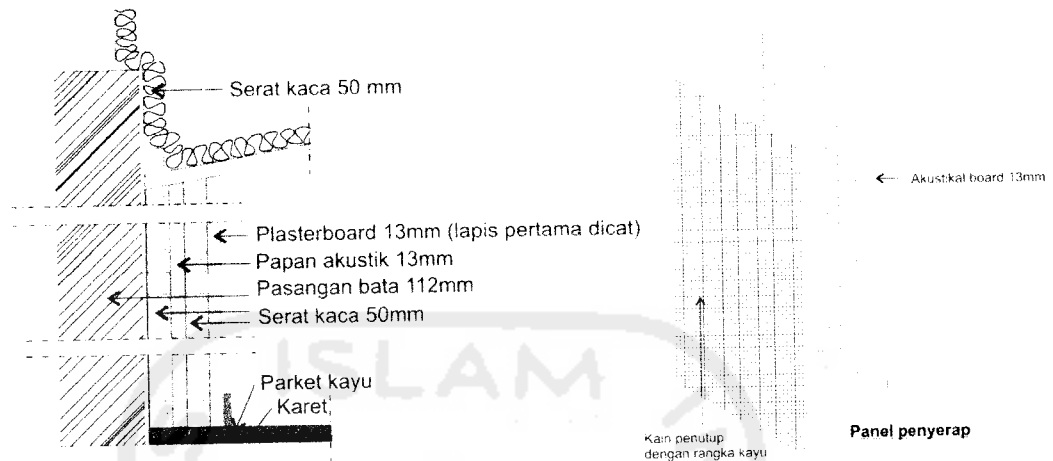 Serat kaca 50 mm
Plasterboard 13mm (lapis pertama dicat)
Papan akustik 13mm
Pasangan bata 112mm
Serat kaca 50mm
ISLAM
Parket kayu
Karet
Akustikal board 13mm
Kain penutup
dengan rangka kayu
Panel penyerap